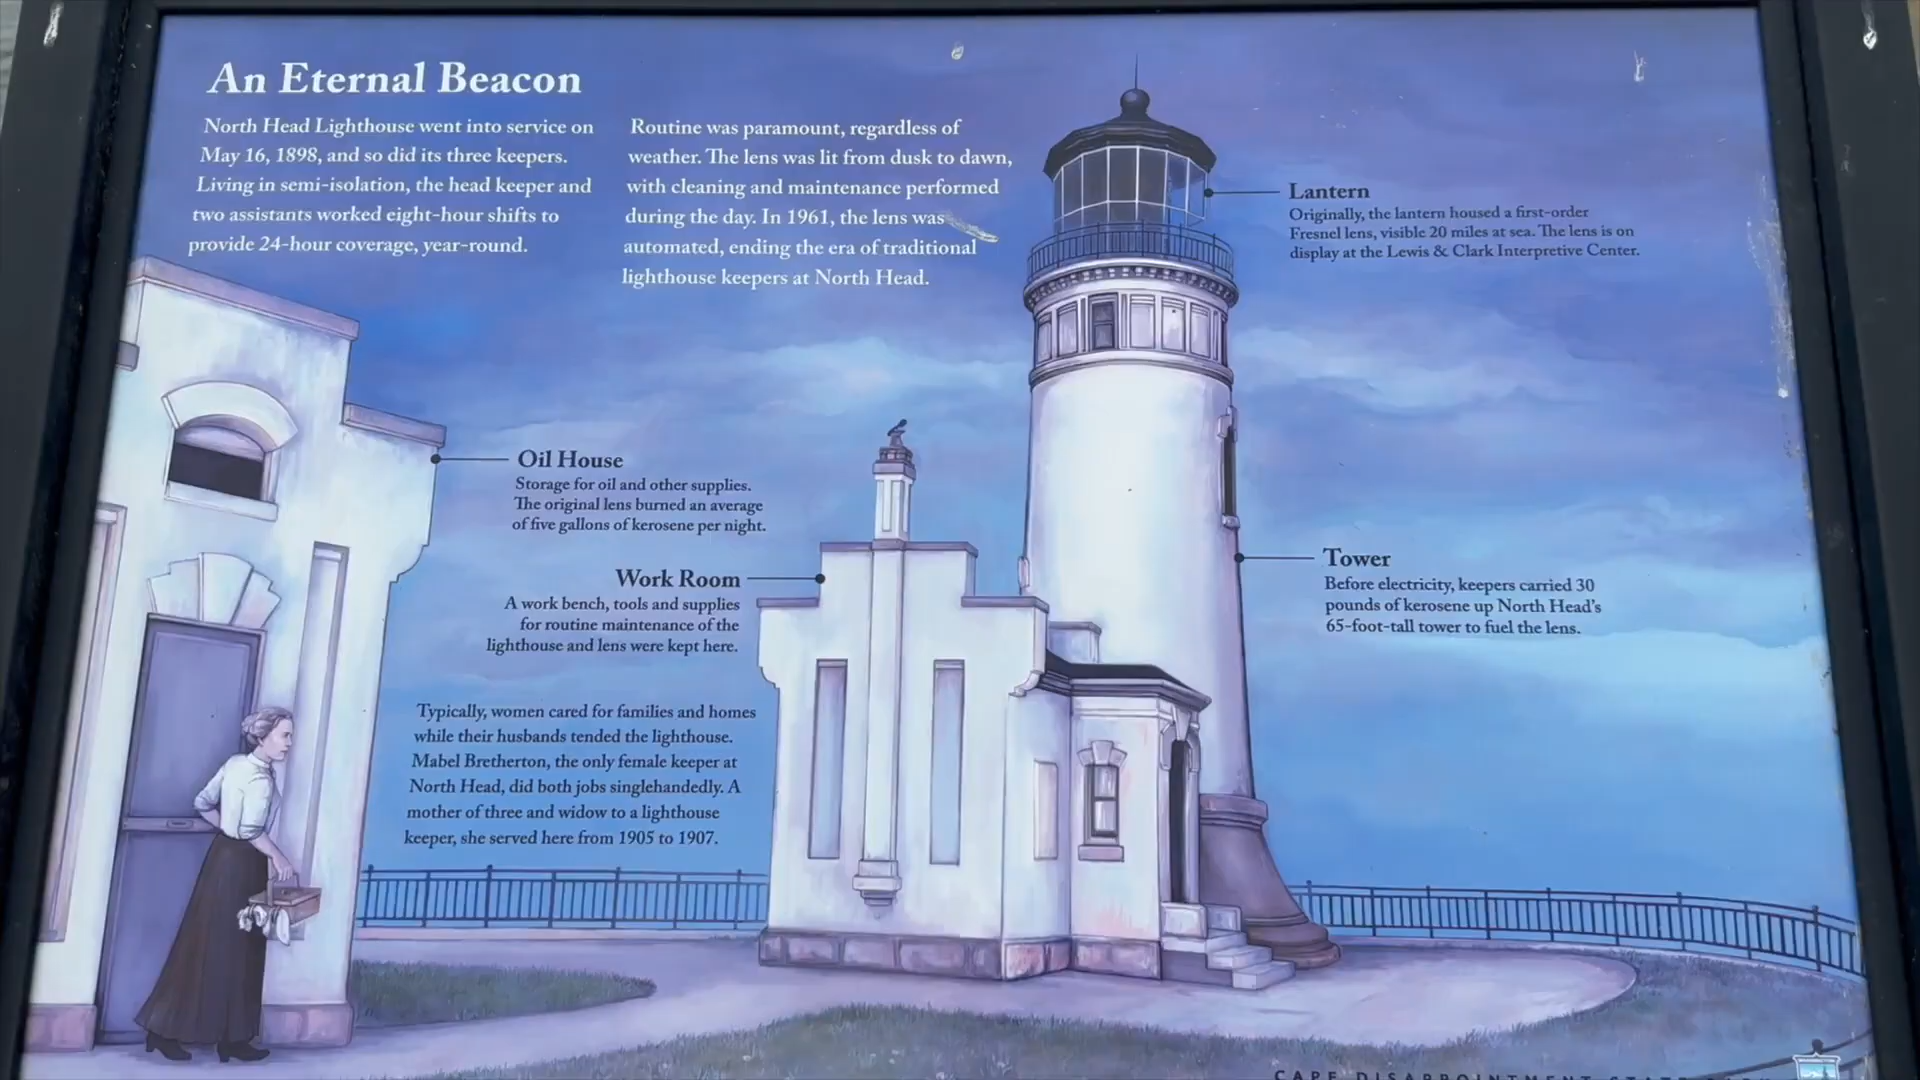 An Eternal Beacon
North Head Lighthouse went into service on
May 16, 1898, and so did its three keepers.
Living in semi-isolation, the head keeper and
two assistants worked eight-hour shifts to
provide 24-hour coverage, year-round.
Routine was paramount, regardless of
weather. The lens was lit from dusk to dawn,
with cleaning and maintenance performed
during the day. In 1961, the lens was
automated, ending the era of traditional
lighthouse keepers at North Head.
Lantern
Originally, the lantern housed a first-order
Fresnel lens, visible 20 miles at sea. The lens is on
display at the Lewis & Clark Interpretive Center.
Oil House
Storage for oil and other supplies.
The original lens burned an average
of five gallons of kerosene per night.
Work Room
A work bench, tools and supplies
for routine maintenance of the
lighthouse and lens were kept here.
Tower
Before electricity, keepers carried 30
pounds of kerosene up North Head's
65-foot-tall tower to fuel the lens.
Typically, women cared for families and homes
while their husbands tended the lighthouse.
Mabel Bretherton, the only female keeper at
North Head, did both jobs singlehandedly. A
mother of three and widow to a lighthouse
keeper, she served here from 1905 to 1907.
CAPE DISAPPOINTMENT STATE